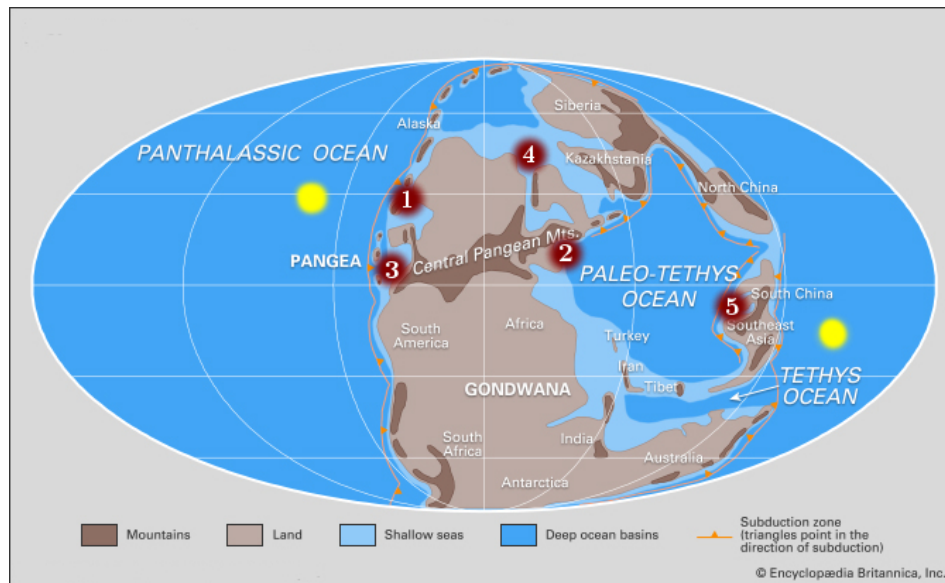 Siberia
Alaska
PANTHALASSIC OCEAN
4
Kazakhstania
North China
1
Central Pangean Mts.
2
PANGEA
3
PALEO-TETHYS
OCEAN
5
South China
South
America
Africa
Turkey
Southeast
Asia
Iran
GONDWANA
Tibet
TETHYS
OCEAN
South
Africa
India
Australia
Antarctica
Mountains
Land
Shallow seas
Deep ocean basins
Subduction zone
(triangles point in the
direction of subduction)
© Encyclopædia Britannica, Inc.